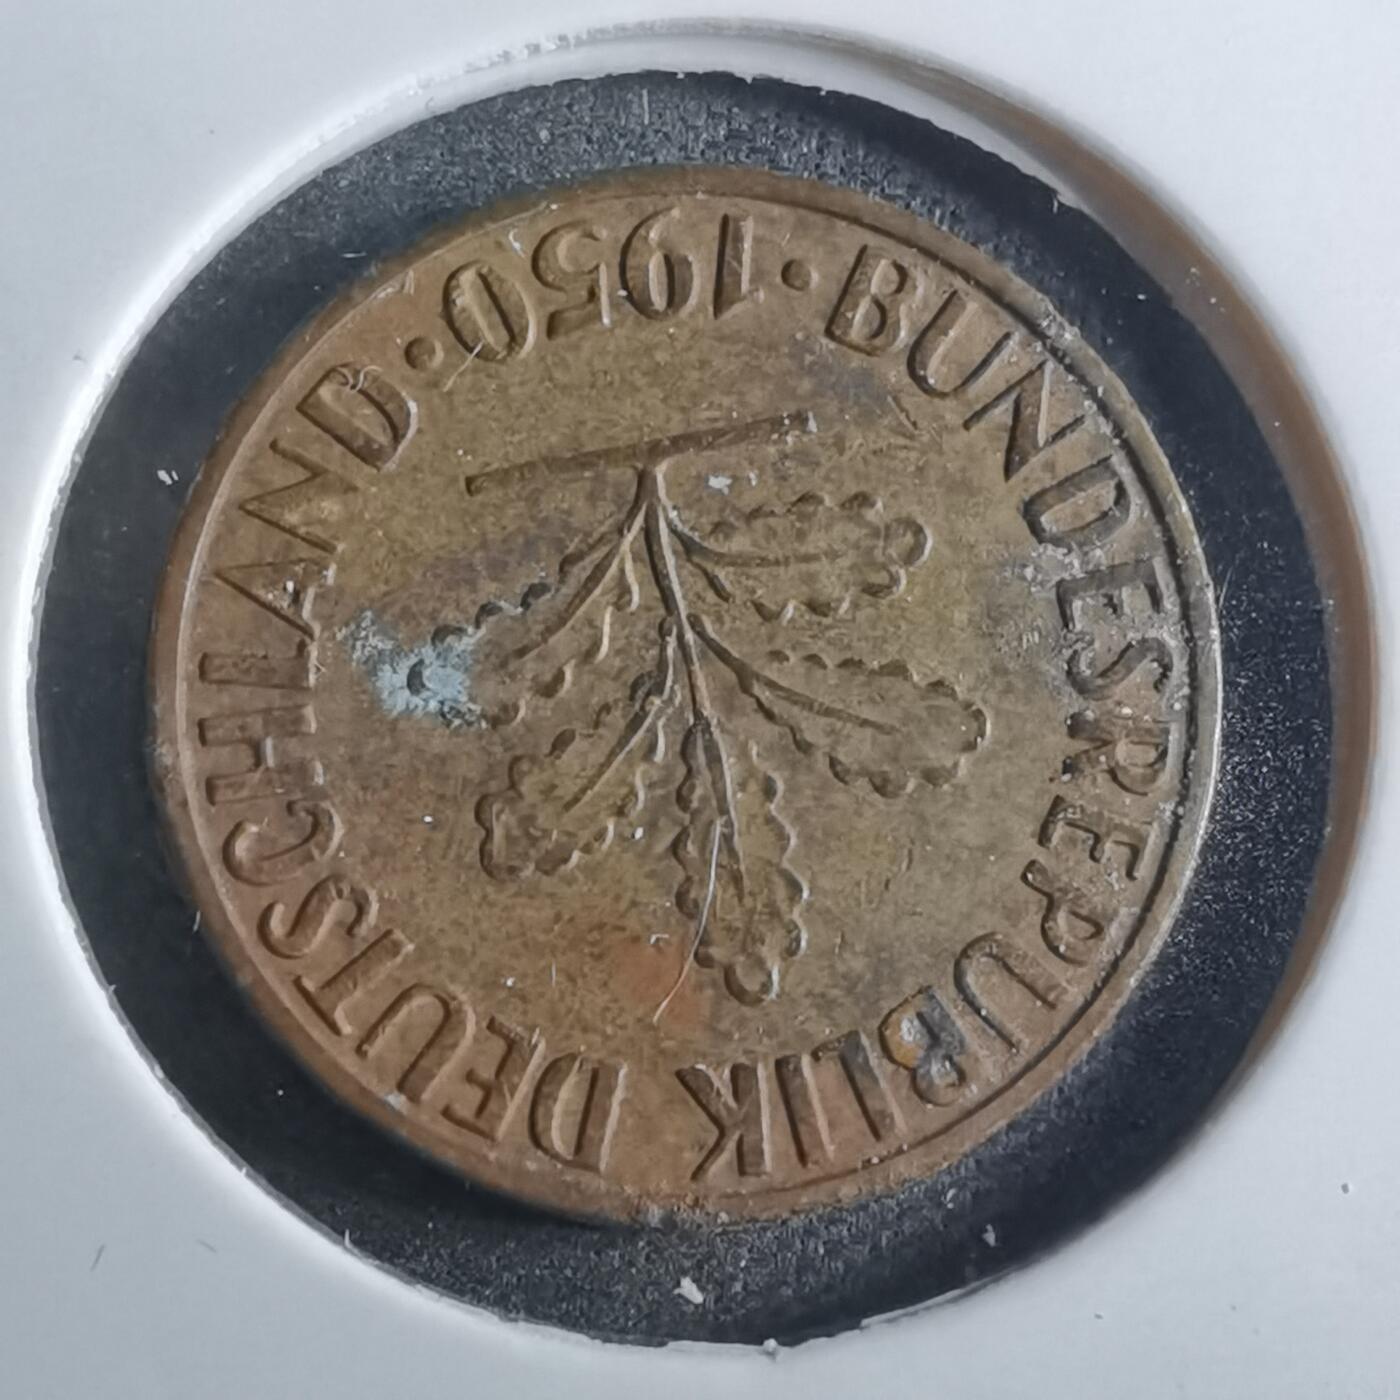 BUNDESREPUBLIK DEUTSCHLAND
· 1950 ·